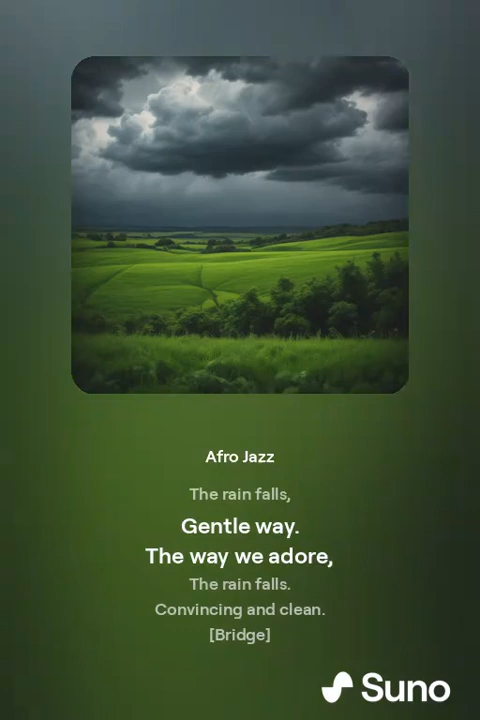 Afro Jazz
The rain falls,
Gentle way.
The way we adore,
The rain falls.
Convincing and clean.
[Bridge]
Suno